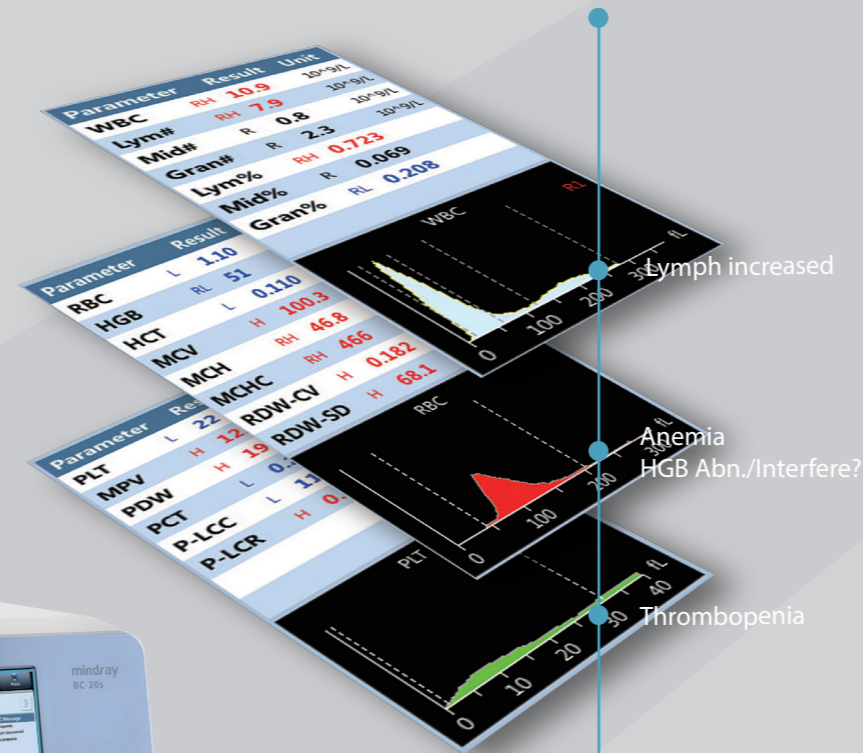 Parameter Result Unit
WBC RH 10.9 10^9/L
Lym# RH 7.9 10^9/L
Mid# R 0.8 10^9/L
Gran# R 2.3
Lym% RH 0.723
Mid% R 0.069
Gran% RL 0.208
WBC R1
0 100 200 300 fL
Lymph increased
Parameter Result
RBC L 1.10
HGB RL 51
HCT L 0.110
MCV H 100.3
MCH RH 46.8
MCHC RH 466
RDW-CV H 0.182
RDW-SD H 68.1
RBC
0 100 200 300 fL
Anemia
HGB Abn./Interfere?
Parameter
PLT L 22
MPV H
PDW H
PCT L
P-LCC L
P-LCR H
PLT
0 10 20 30 40 fL
Thrombopenia
mindray
BC-20s